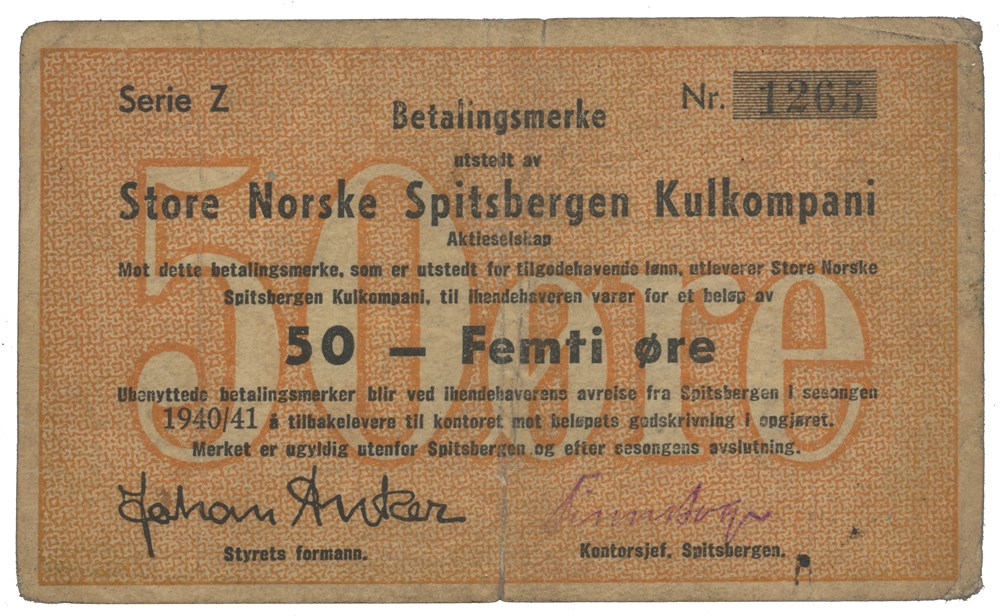 Serie Z
Nr. 1265
Betalingsmerke
utstedt av
Store Norske Spitsbergen Kulkompani
Aktieselskap
Mot dette betalingsmerke, som er utstedt for tilgodehavende lønn, utleverer Store Norske
Spitsbergen Kulkompani, til ihendehaveren varer for et beløp av
50 — Femti øre
50 øre
Ubenyttede betalingsmerker blir ved ihendehaverens avreise fra Spitsbergen i sesongen
1940/41 å tilbakelevere til kontoret mot beløpets godskrivning i opgjøret.
Merket er ugyldig utenfor Spitsbergen og efter sesongens avslutning.
Johan Anker
Styrets formann.
Kontorsjef, Spitsbergen.